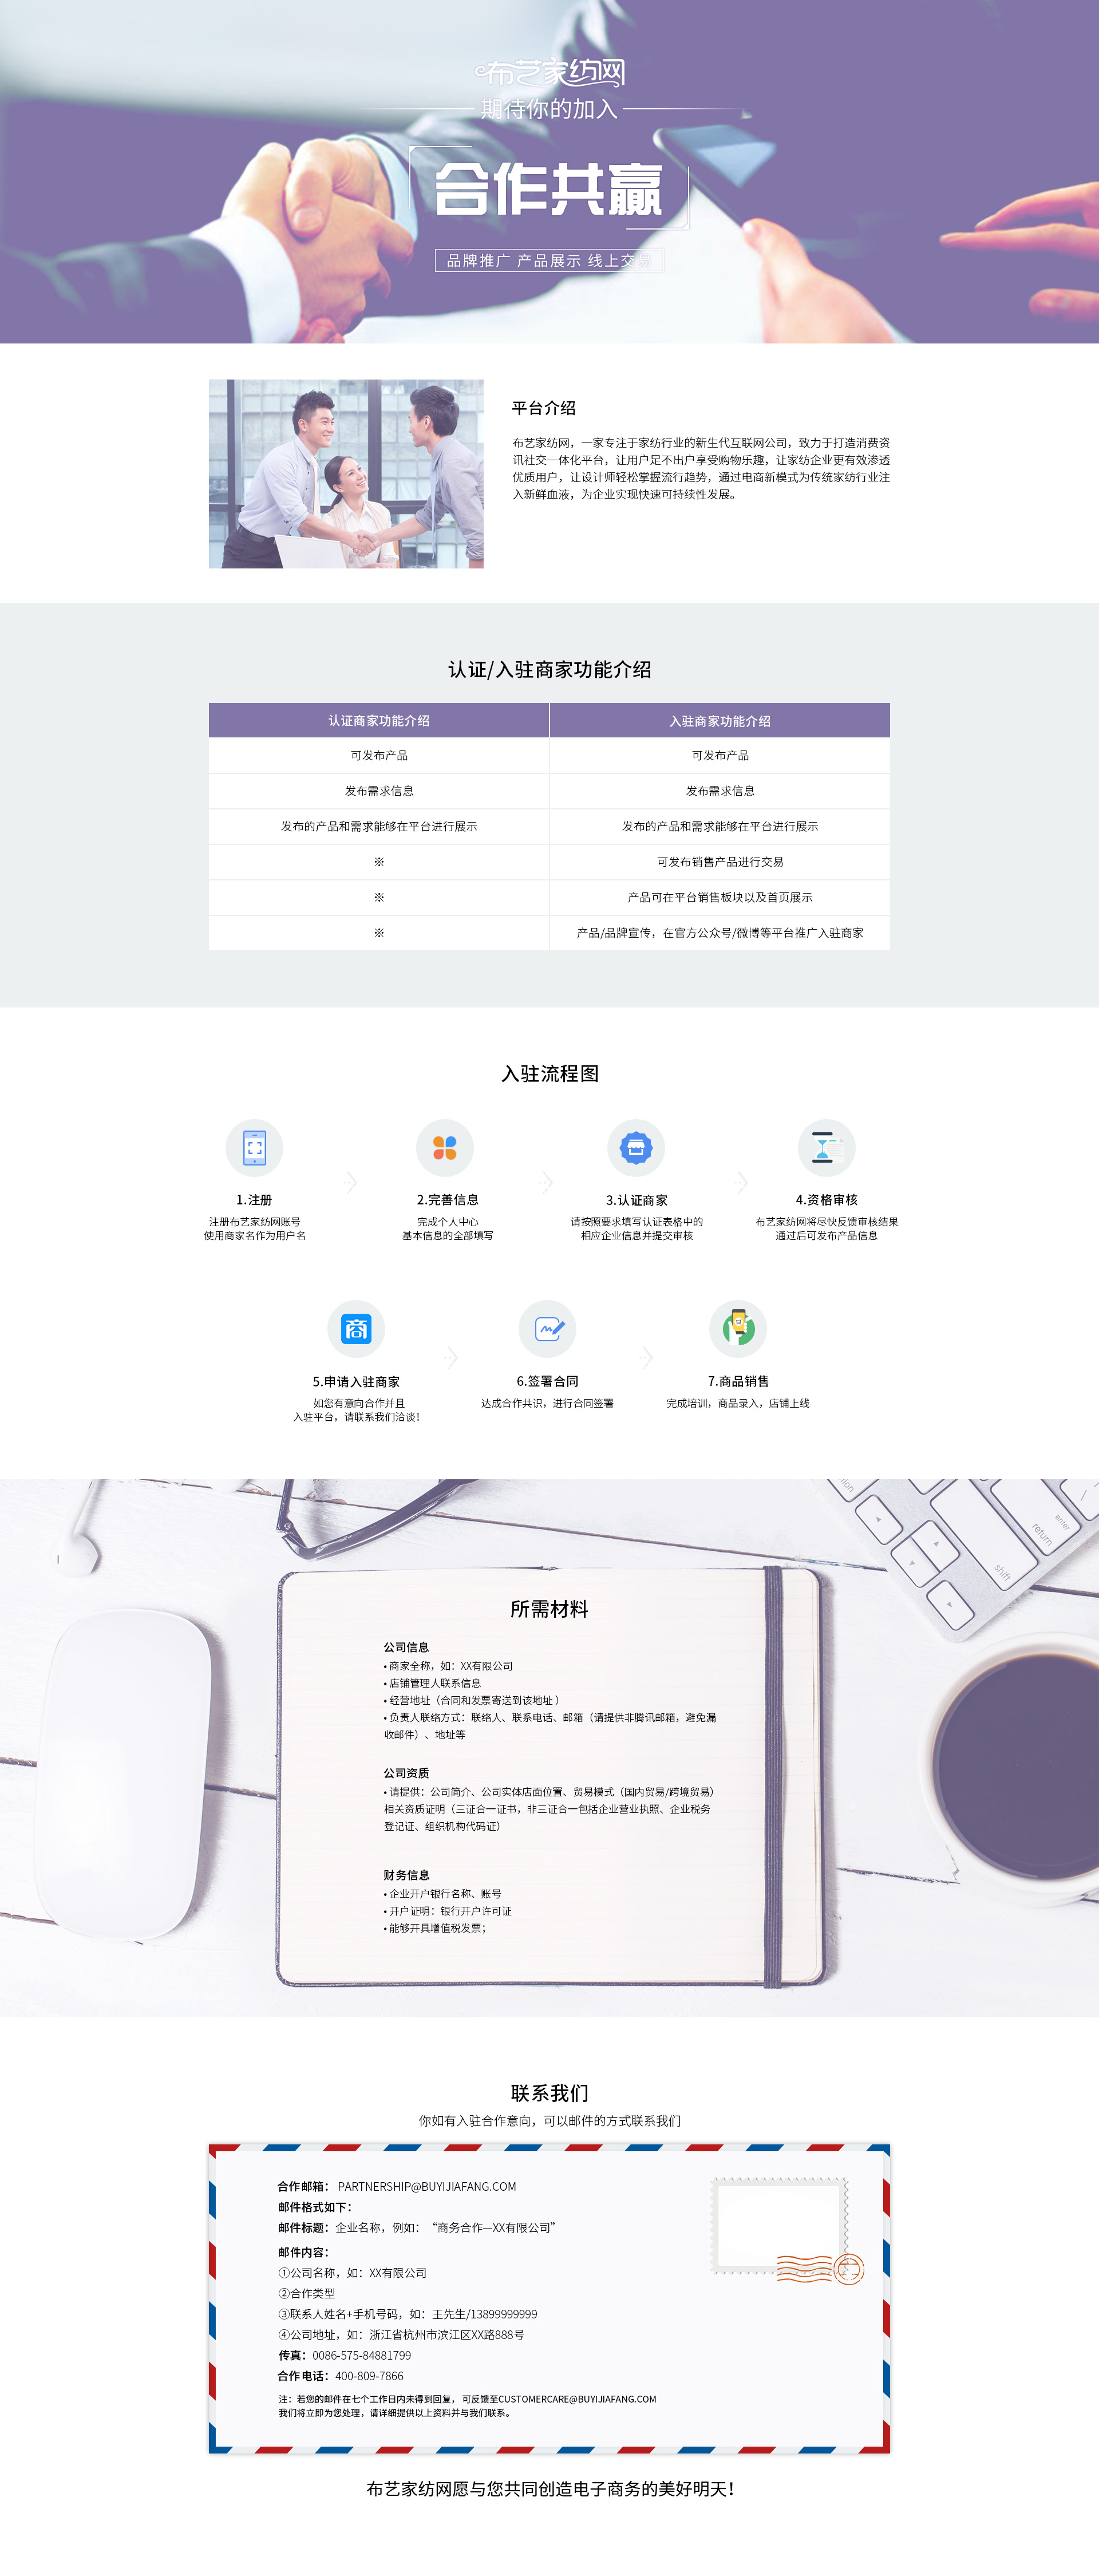 布艺家纺网
期待你的加入
合作共赢
品牌推广 产品展示 线上交易
平台介绍
布艺家纺网，一家专注于家纺行业的新生代互联网公司，致力于打造消费资
讯社交一体化平台，让用户足不出户享受购物乐趣，让家纺企业更有效渗透
优质用户，让设计师轻松掌握流行趋势，通过电商新模式为传统家纺行业注
入新鲜血液，为企业实现快速可持续性发展。
认证/入驻商家功能介绍
认证商家功能介绍 入驻商家功能介绍
可发布产品 可发布产品
发布需求信息 发布需求信息
发布的产品和需求能够在平台进行展示 发布的产品和需求能够在平台进行展示
※ 可发布销售产品进行交易
※ 产品可在平台销售板块以及首页展示
※ 产品/品牌宣传，在官方公众号/微博等平台推广入驻商家
入驻流程图
1.注册
注册布艺家纺网账号
使用商家名作为用户名
2.完善信息
完成个人中心
基本信息的全部填写
3.认证商家
请按照要求填写认证表格中的
相应企业信息并提交审核
4.资格审核
布艺家纺网将尽快反馈审核结果
通过后可发布产品信息
商
5.申请入驻商家
如您有意向合作并且
入驻平台，请联系我们洽谈！
6.签署合同
达成合作共识，进行合同签署
7.商品销售
完成培训，商品录入，店铺上线
enter
return
shift
所需材料
公司信息
• 商家全称，如：XX有限公司
• 店铺管理人联系信息
• 经营地址（合同和发票寄送到该地址 ）
• 负责人联络方式：联络人、联系电话、邮箱（请提供非腾讯邮箱，避免漏
收邮件）、地址等
公司资质
• 请提供：公司简介、公司实体店面位置、贸易模式（国内贸易/跨境贸易）
相关资质证明（三证合一证书，非三证合一包括企业营业执照、企业税务
登记证、组织机构代码证）
财务信息
• 企业开户银行名称、账号
• 开户证明：银行开户许可证
• 能够开具增值税发票；
联系我们
你如有入驻合作意向，可以邮件的方式联系我们
合作邮箱： PARTNERSHIP@BUYIJIAFANG.COM
邮件格式如下：
邮件标题：企业名称，例如：“商务合作—XX有限公司”
邮件内容：
①公司名称，如：XX有限公司
②合作类型
③联系人姓名+手机号码，如：王先生/13899999999
④公司地址，如：浙江省杭州市滨江区XX路888号
传真：0086-575-84881799
合作电话：400-809-7866
注：若您的邮件在七个工作日内未得到回复， 可反馈至CUSTOMERCARE@BUYIJIAFANG.COM
我们将立即为您处理，请详细提供以上资料并与我们联系。
布艺家纺网愿与您共同创造电子商务的美好明天！